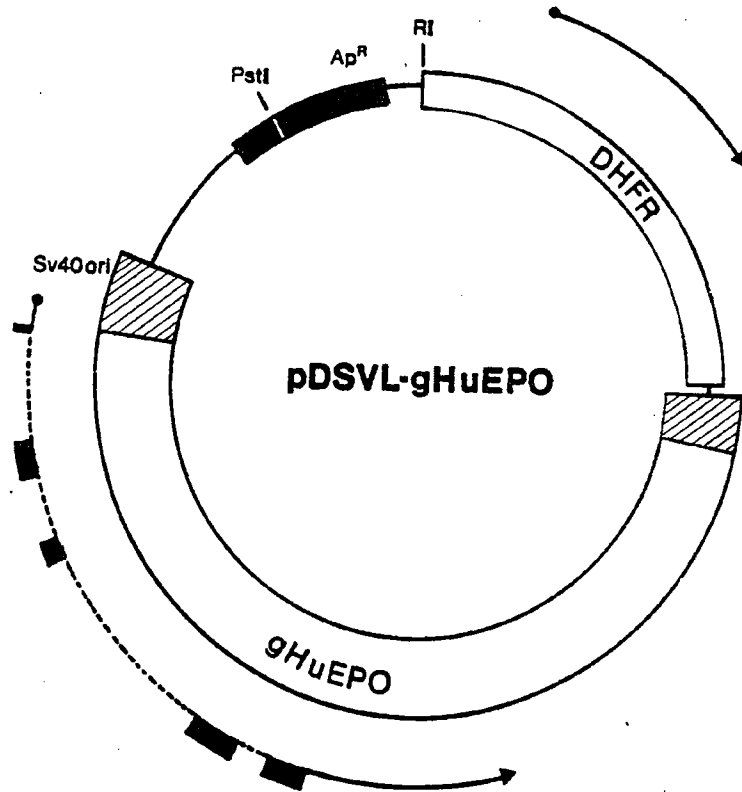 RI
Ap^R
PstI
DHFR
Sv40ori
pDSVL-gHuEPO
gHuEPO